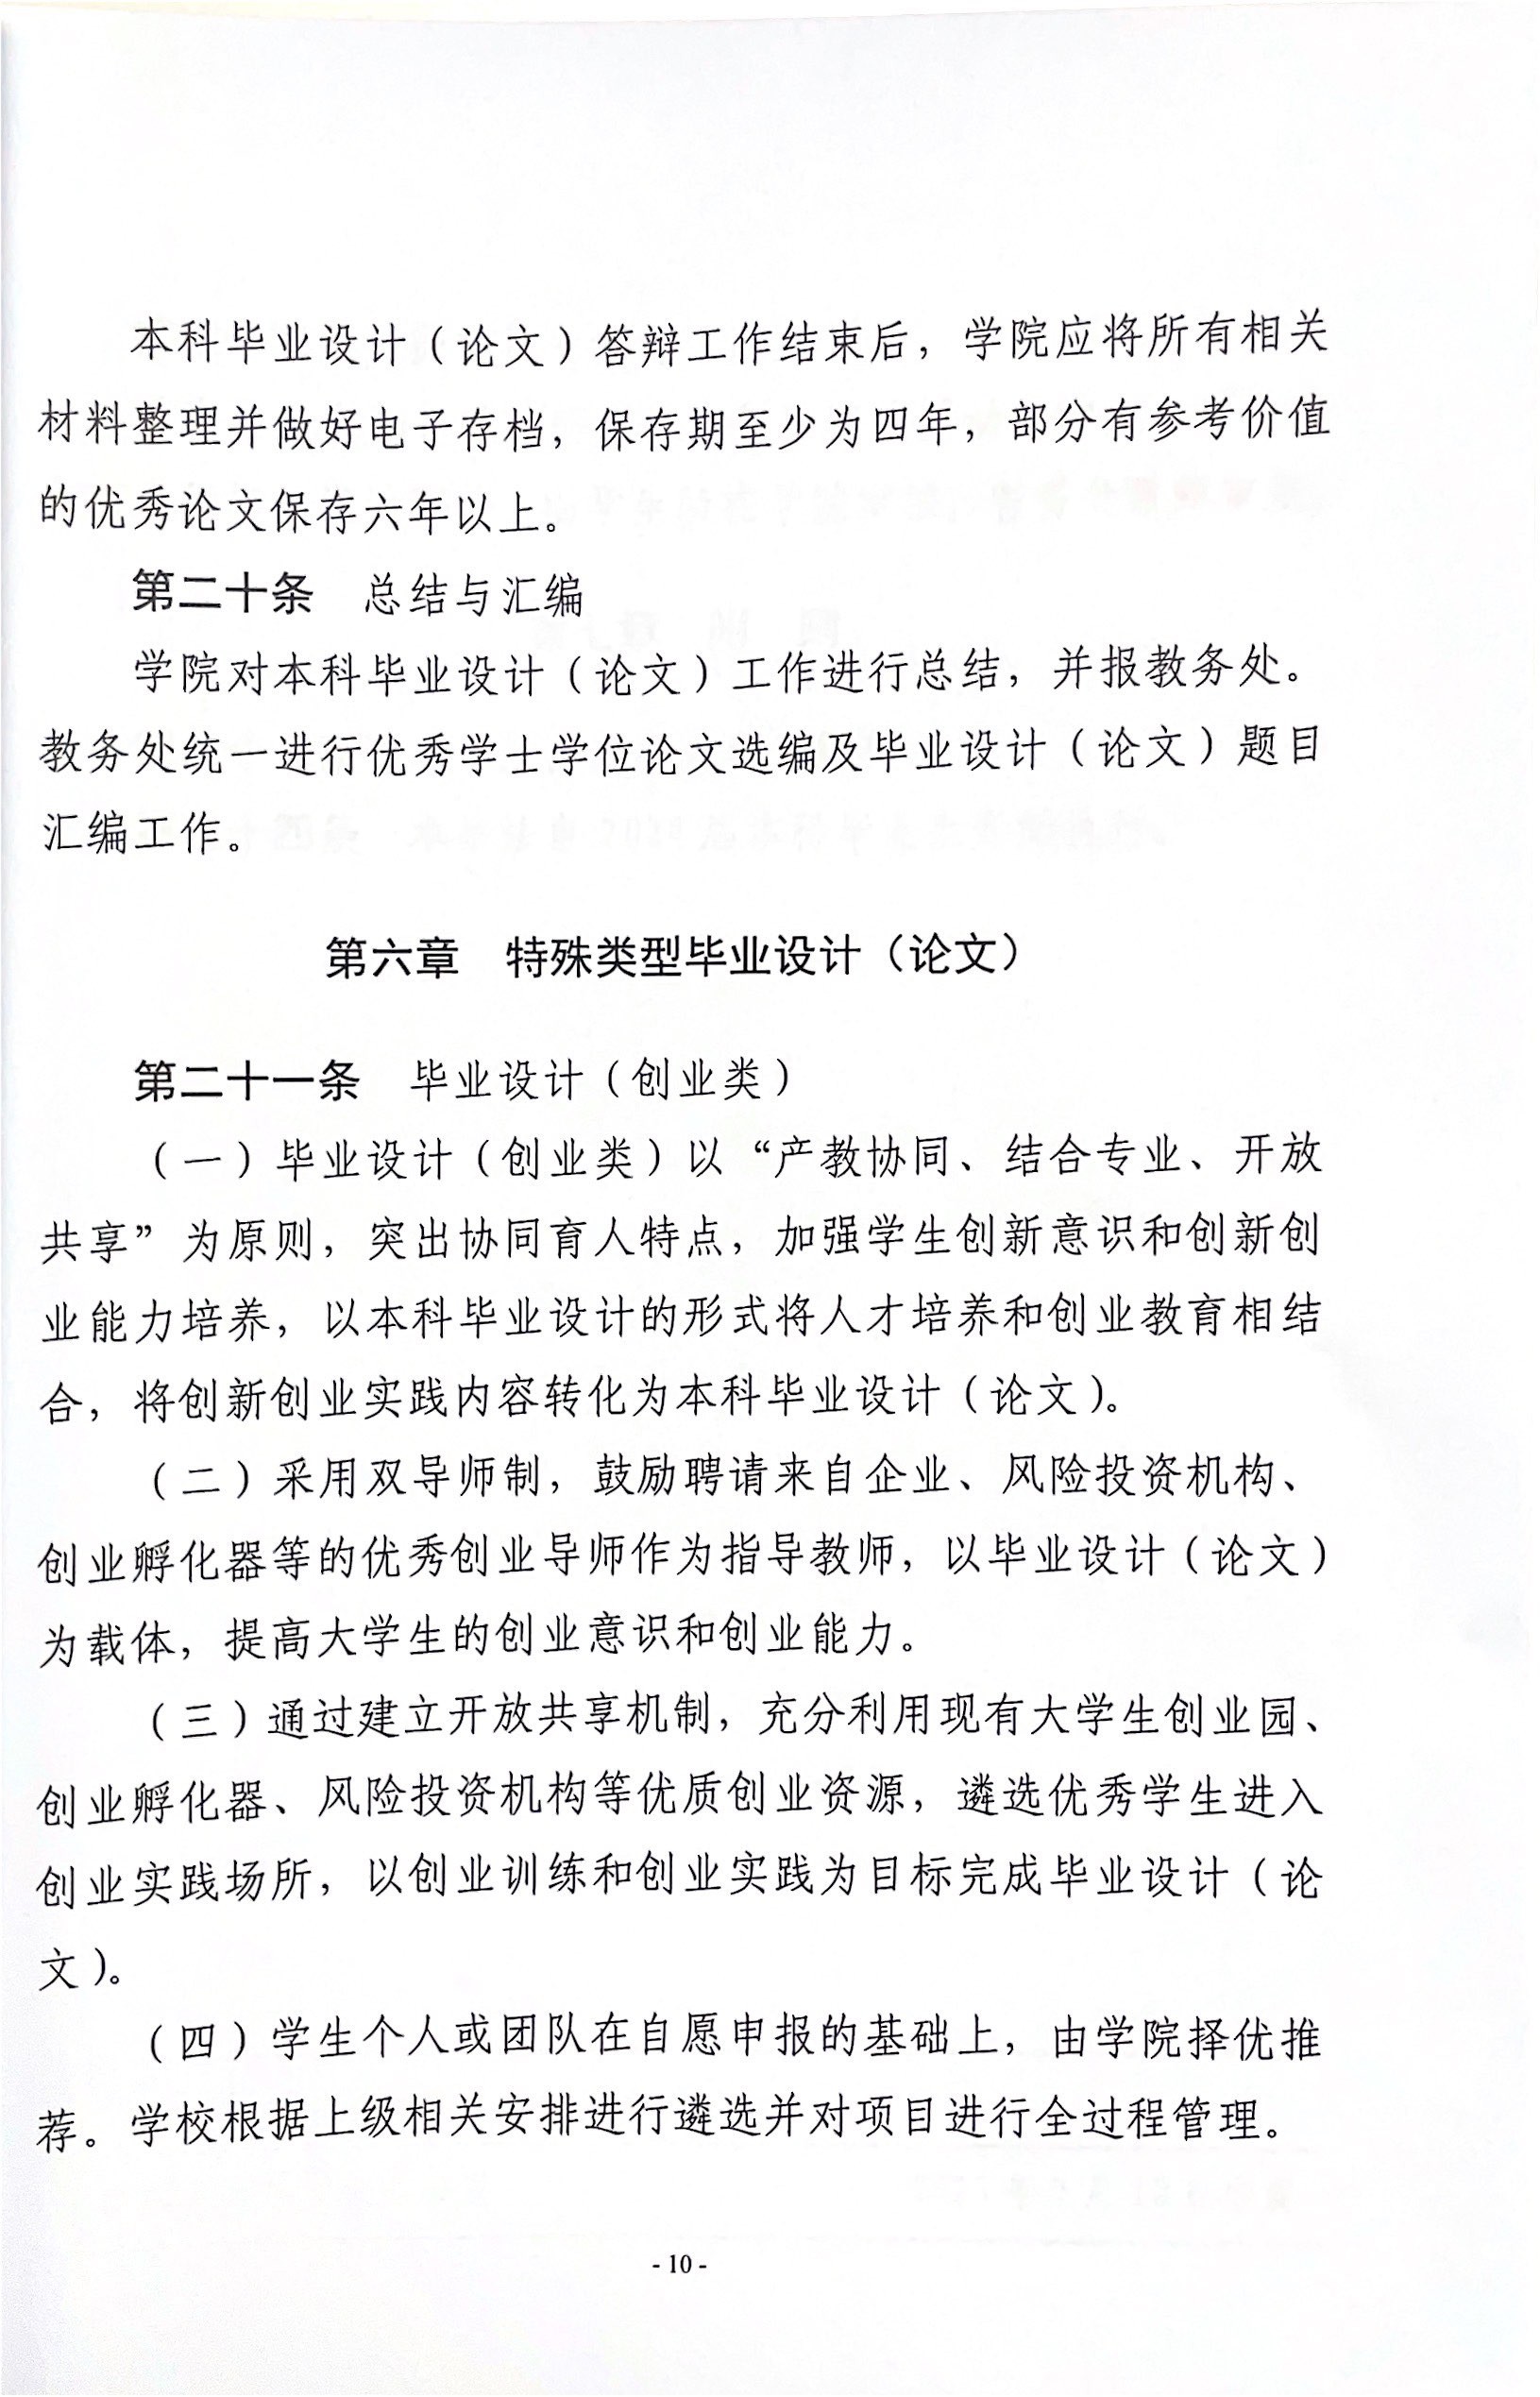 本科毕业设计（论文）答辩工作结束后，学院应将所有相关
材料整理并做好电子存档，保存期至少为四年，部分有参考价值
的优秀论文保存六年以上。
第二十条　总结与汇编
学院对本科毕业设计（论文）工作进行总结，并报教务处。
教务处统一进行优秀学士学位论文选编及毕业设计（论文）题目
汇编工作。
第六章　特殊类型毕业设计（论文）
第二十一条　毕业设计（创业类）
（一）毕业设计（创业类）以“产教协同、结合专业、开放
共享”为原则，突出协同育人特点，加强学生创新意识和创新创
业能力培养，以本科毕业设计的形式将人才培养和创业教育相结
合，将创新创业实践内容转化为本科毕业设计（论文）。
（二）采用双导师制，鼓励聘请来自企业、风险投资机构、
创业孵化器等的优秀创业导师作为指导教师，以毕业设计（论文）
为载体，提高大学生的创业意识和创业能力。
（三）通过建立开放共享机制，充分利用现有大学生创业园、
创业孵化器、风险投资机构等优质创业资源，遴选优秀学生进入
创业实践场所，以创业训练和创业实践为目标完成毕业设计（论
文）。
（四）学生个人或团队在自愿申报的基础上，由学院择优推
荐。学校根据上级相关安排进行遴选并对项目进行全过程管理。
- 10 -